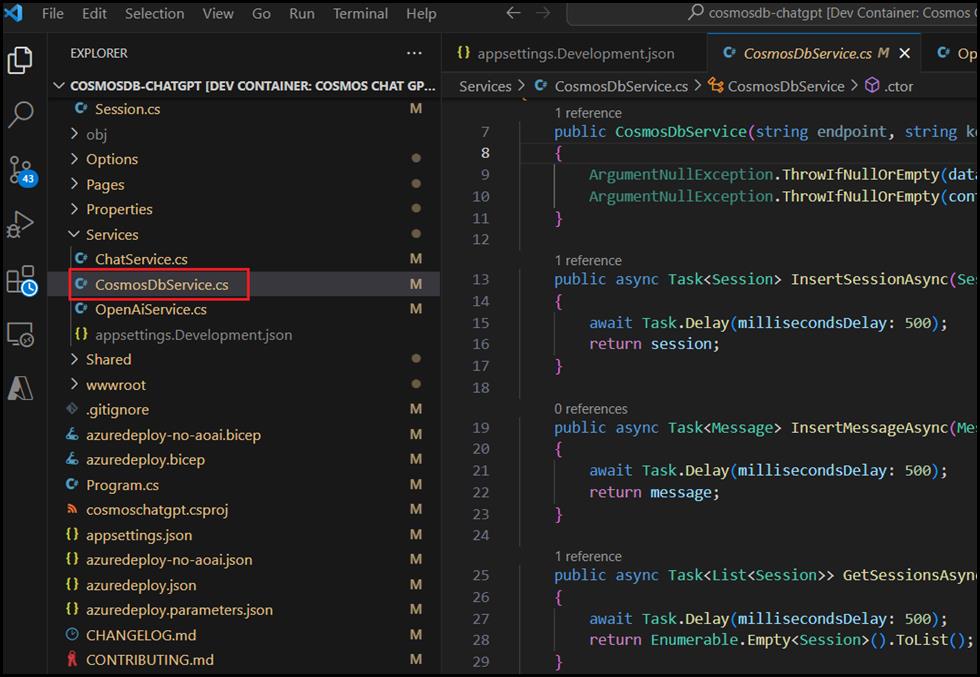 File Edit Selection View Go Run Terminal Help
cosmosdb-chatgpt [Dev Container: Cosmos C
EXPLORER
COSMOSDB-CHATGPT [DEV CONTAINER: COSMOS CHAT GP...
Session.cs M
obj
Options
Pages
Properties
Services
ChatService.cs M
CosmosDbService.cs M
OpenAiService.cs M
appsettings.Development.json
Shared
wwwroot
.gitignore M
azuredeploy-no-aoai.bicep M
azuredeploy.bicep M
Program.cs M
cosmoschatgpt.csproj M
appsettings.json M
azuredeploy-no-aoai.json M
azuredeploy.json M
azuredeploy.parameters.json M
CHANGELOG.md M
CONTRIBUTING.md M
43
appsettings.Development.json
CosmosDbService.cs M
Op
Services > CosmosDbService.cs > CosmosDbService > .ctor
1 reference
7 public CosmosDbService(string endpoint, string k
8 {
9 ArgumentNullException.ThrowIfNullOrEmpty(dat
10 ArgumentNullException.ThrowIfNullOrEmpty(con
11 }
12
1 reference
13 public async Task<Session> InsertSessionAsync(Se
14 {
15 await Task.Delay(millisecondsDelay: 500);
16 return session;
17 }
18
0 references
19 public async Task<Message> InsertMessageAsync(Me
20 {
21 await Task.Delay(millisecondsDelay: 500);
22 return message;
23 }
24
1 reference
25 public async Task<List<Session>> GetSessionsAsyn
26 {
27 await Task.Delay(millisecondsDelay: 500);
28 return Enumerable.Empty<Session>().ToList();
29 }